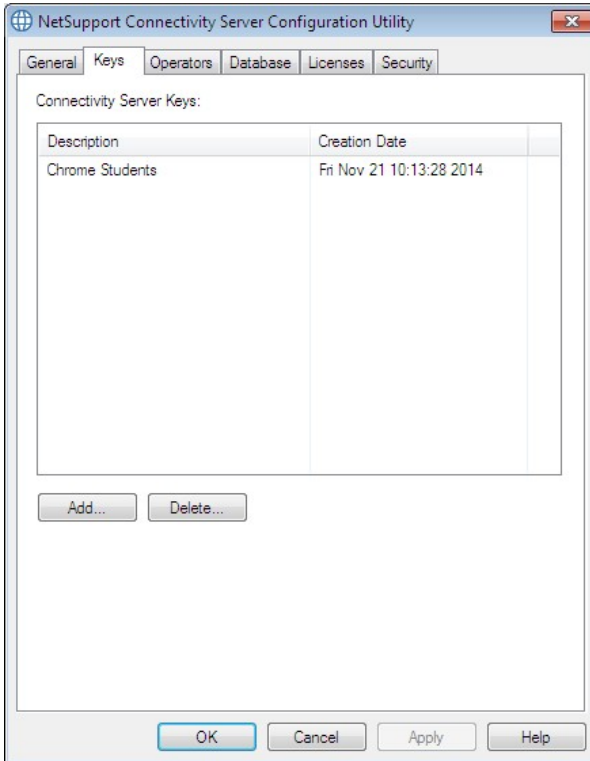 NetSupport Connectivity Server Configuration Utility
General Keys Operators Database Licenses Security
Connectivity Server Keys:
Description Creation Date
Chrome Students Fri Nov 21 10:13:28 2014
Add... Delete...
OK Cancel Apply Help